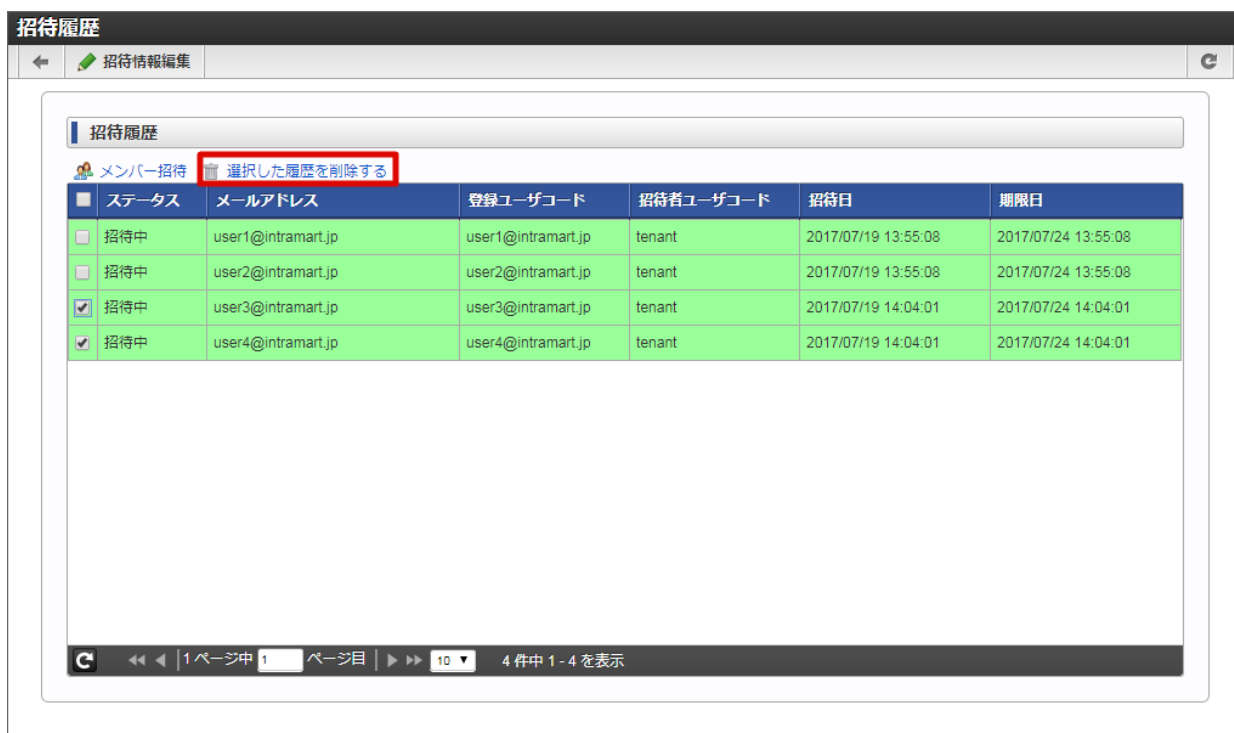 招待履歴
招待情報編集
招待履歴
メンバー招待 選択した履歴を削除する
ステータス メールアドレス 登録ユーザコード 招待者ユーザコード 招待日 期限日
招待中 user1@intramart.jp user1@intramart.jp tenant 2017/07/19 13:55:08 2017/07/24 13:55:08
招待中 user2@intramart.jp user2@intramart.jp tenant 2017/07/19 13:55:08 2017/07/24 13:55:08
招待中 user3@intramart.jp user3@intramart.jp tenant 2017/07/19 14:04:01 2017/07/24 14:04:01
招待中 user4@intramart.jp user4@intramart.jp tenant 2017/07/19 14:04:01 2017/07/24 14:04:01
1 ページ中 1 ページ目 10 4 件中 1 - 4 を表示